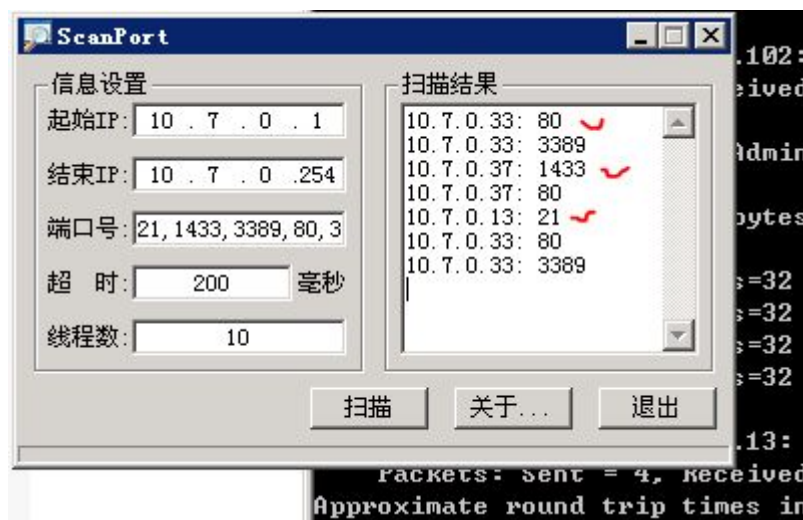 ScanPort
信息设置
起始IP: 10 . 7 . 0 . 1
结束IP: 10 . 7 . 0 .254
端口号: 21,1433,3389,80,3
超 时: 200 毫秒
线程数: 10
扫描结果
10.7.0.33: 80
10.7.0.33: 3389
10.7.0.37: 1433
10.7.0.37: 80
10.7.0.13: 21
10.7.0.33: 80
10.7.0.33: 3389
扫描 关于... 退出
.102:
eived
Admin
bytes
s=32
s=32
s=32
s=32
.13:
Packets: Sent = 4, Received
Approximate round trip times in